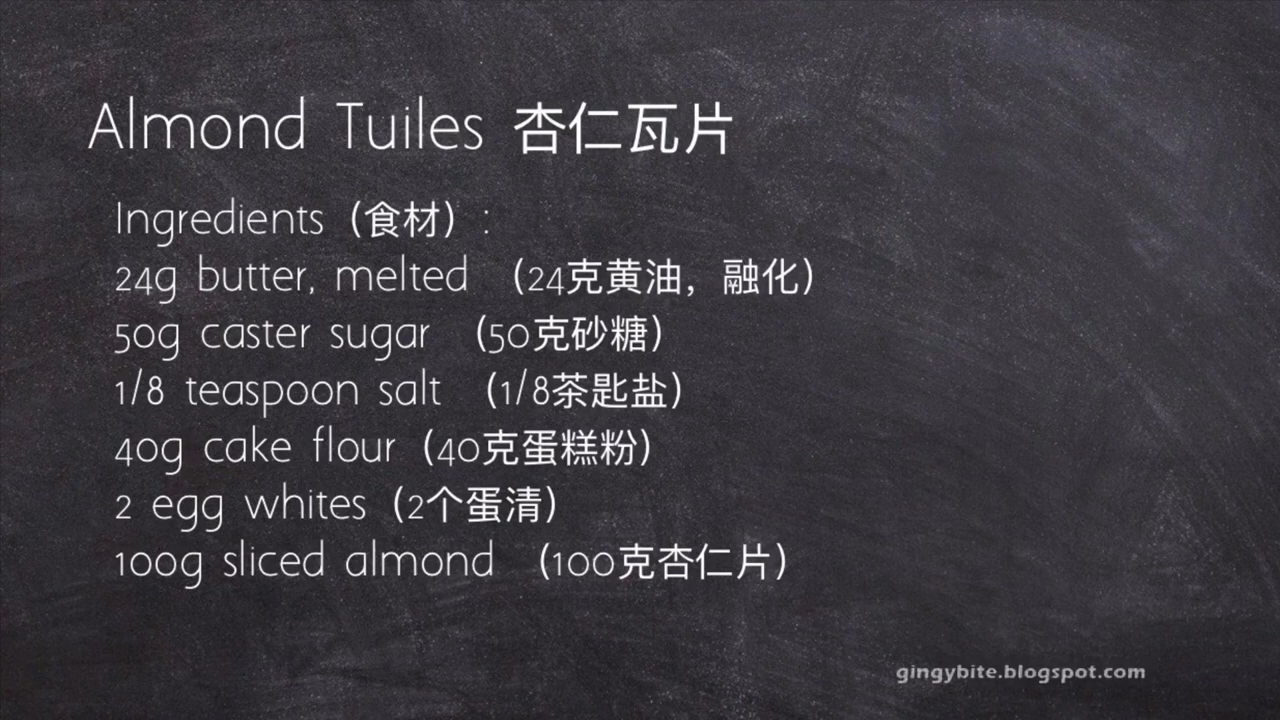 Almond Tuiles 杏仁瓦片
Ingredients（食材）:
24g butter, melted （24克黄油，融化）
50g caster sugar （50克砂糖）
1/8 teaspoon salt （1/8茶匙盐）
40g cake flour（40克蛋糕粉）
2 egg whites（2个蛋清）
100g sliced almond （100克杏仁片）
gingybite.blogspot.com